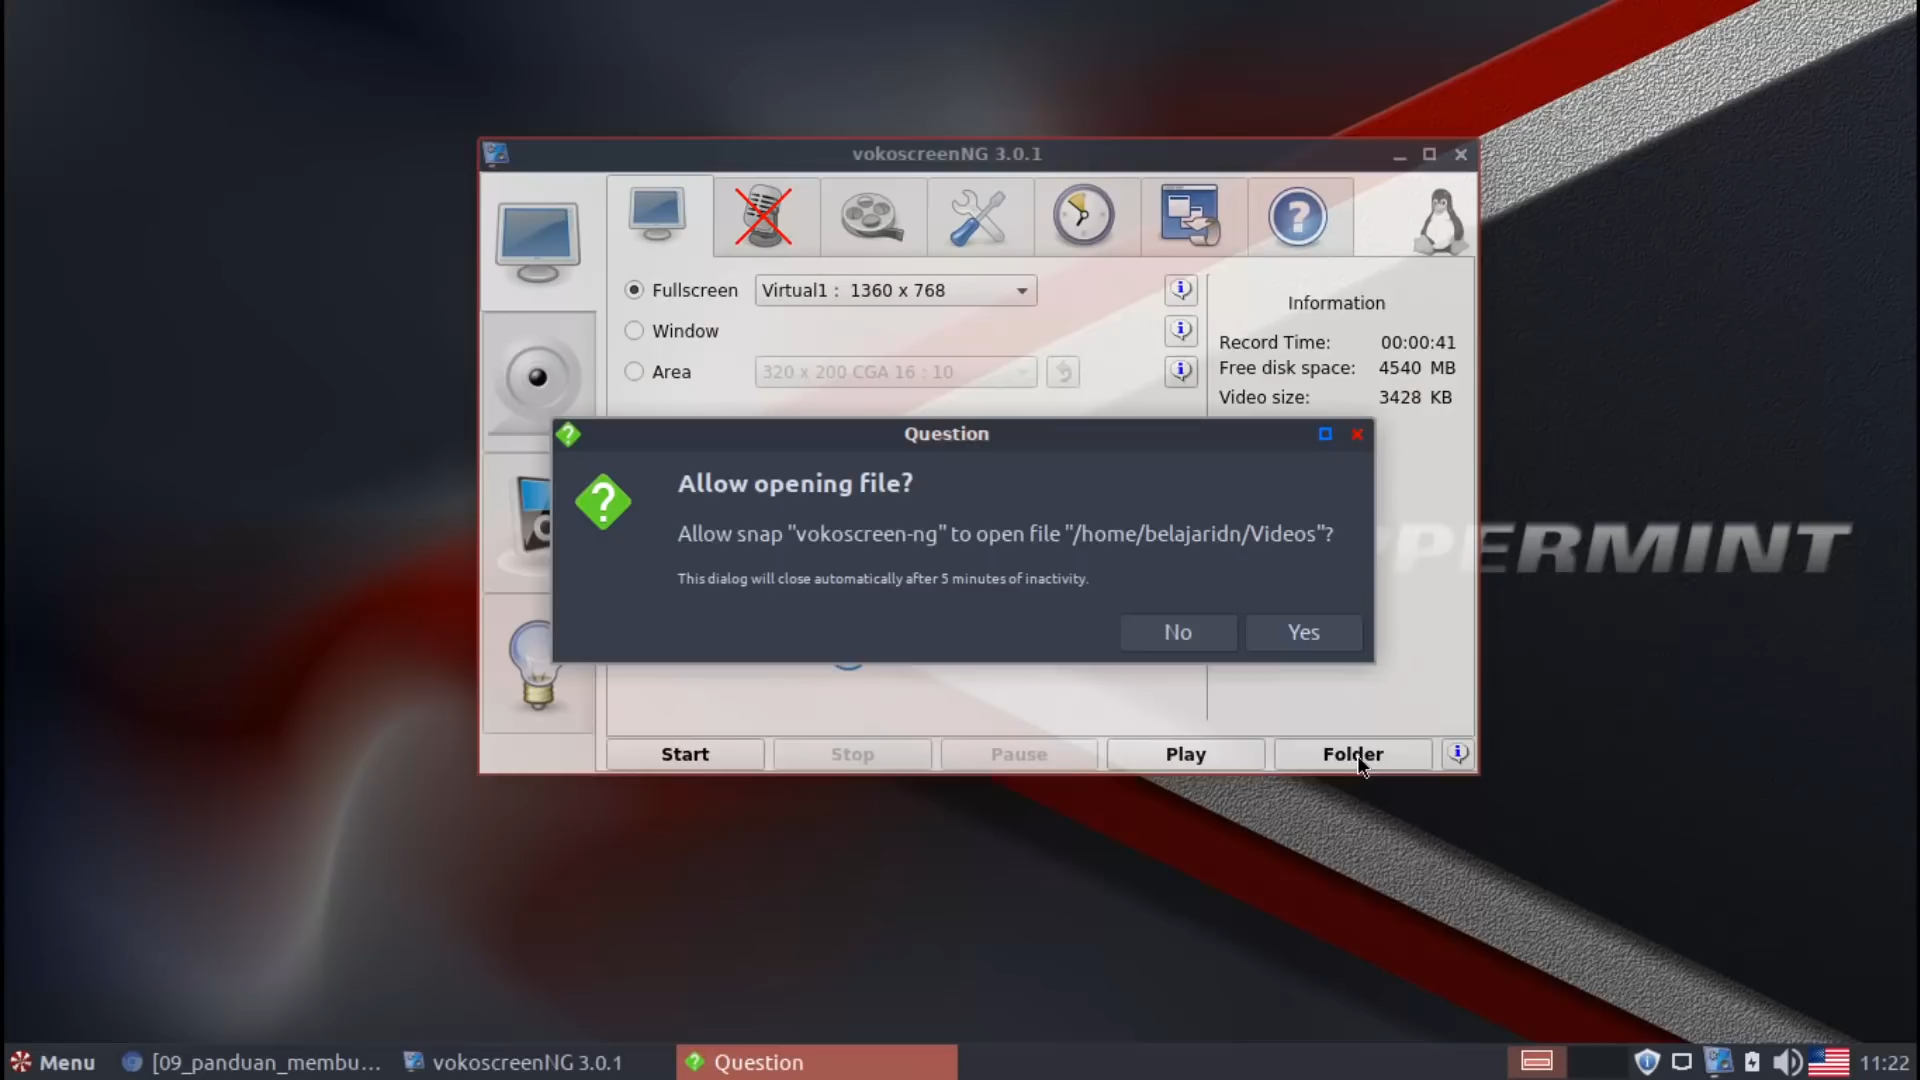 vokoscreenNG 3.0.1
Fullscreen
Virtual1 : 1360 x 768
Window
Area
320 x 200 CGA 16 : 10
Information
Record Time: 00:00:41
Free disk space: 4540 MB
Video size: 3428 KB
Question
Allow opening file?
Allow snap "vokoscreen-ng" to open file "/home/belajaridn/Videos"?
This dialog will close automatically after 5 minutes of inactivity.
No
Yes
PERMINT
Start
Stop
Pause
Play
Folder
Menu
[09_panduan_membu...
vokoscreenNG 3.0.1
Question
11:22